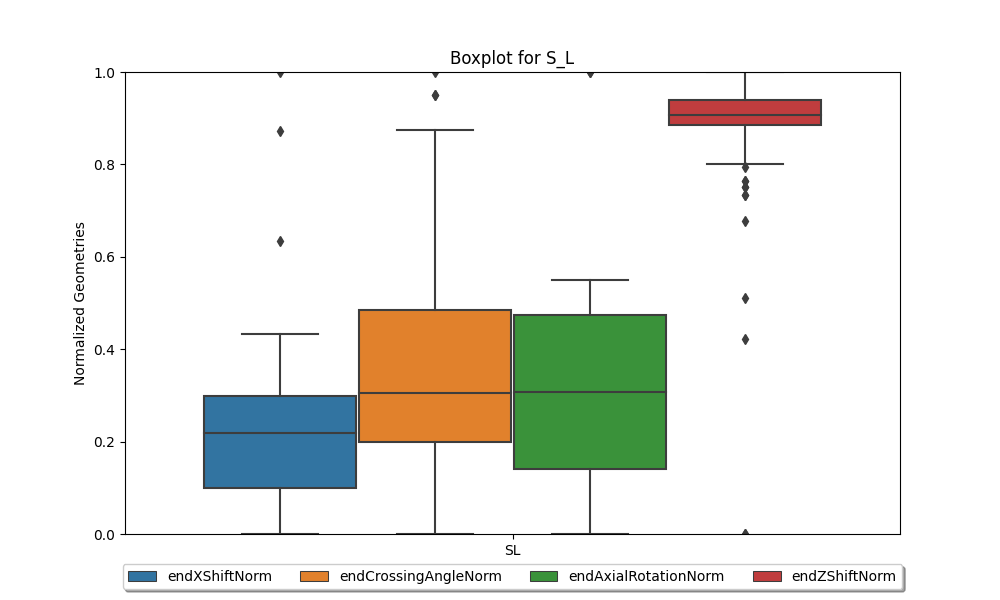 Boxplot for S_L
1.0
0.8
0.6
0.4
0.2
0.0
Normalized Geometries
SL
endXShiftNorm endCrossingAngleNorm endAxialRotationNorm endZShiftNorm